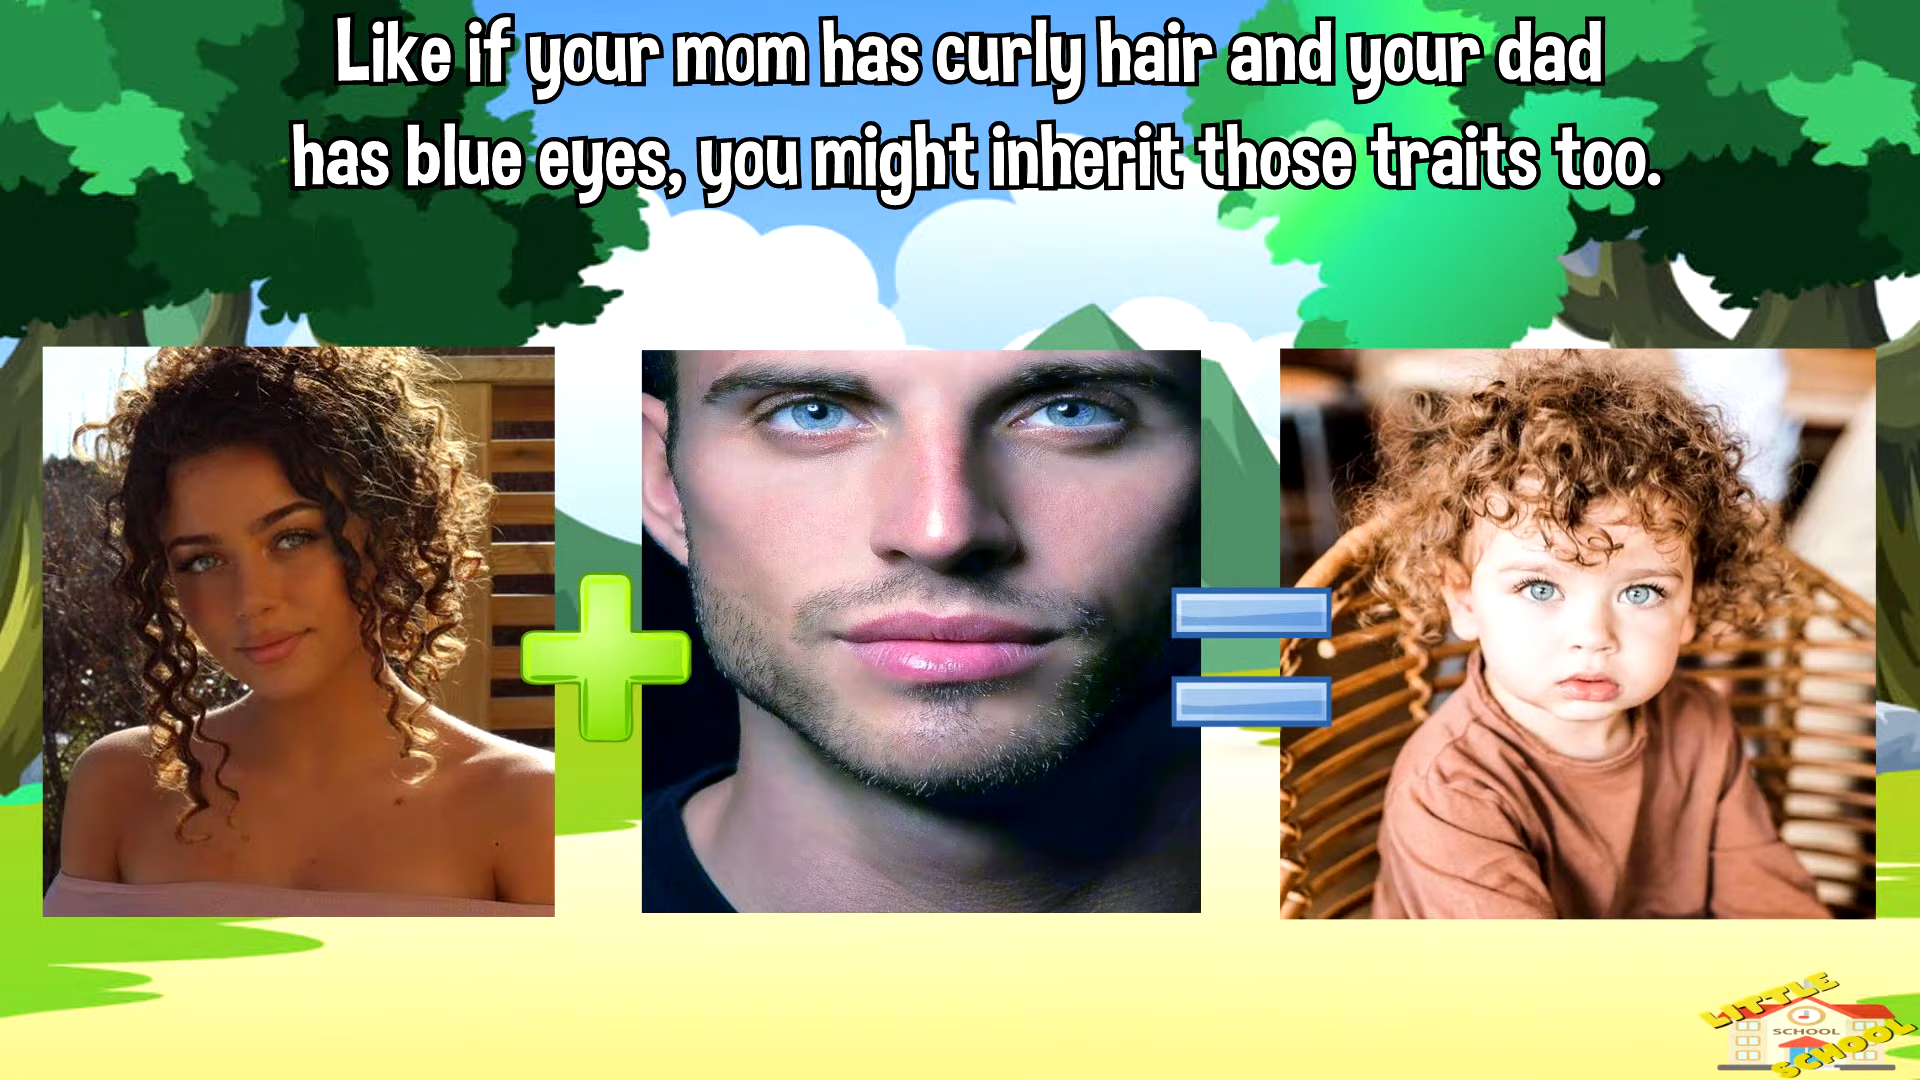 Like if your mom has curly hair and your dad
has blue eyes, you might inherit those traits too.
LITTLE
SCHOOL
SCHOOL